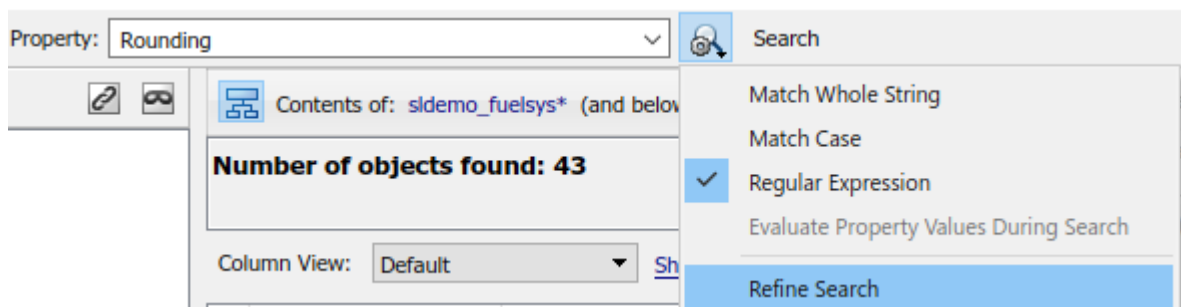 Property: Rounding Search
Match Whole String
Contents of: sldemo_fuelsys* (and below
Match Case
Number of objects found: 43
Regular Expression
Evaluate Property Values During Search
Column View: Default Sh
Refine Search